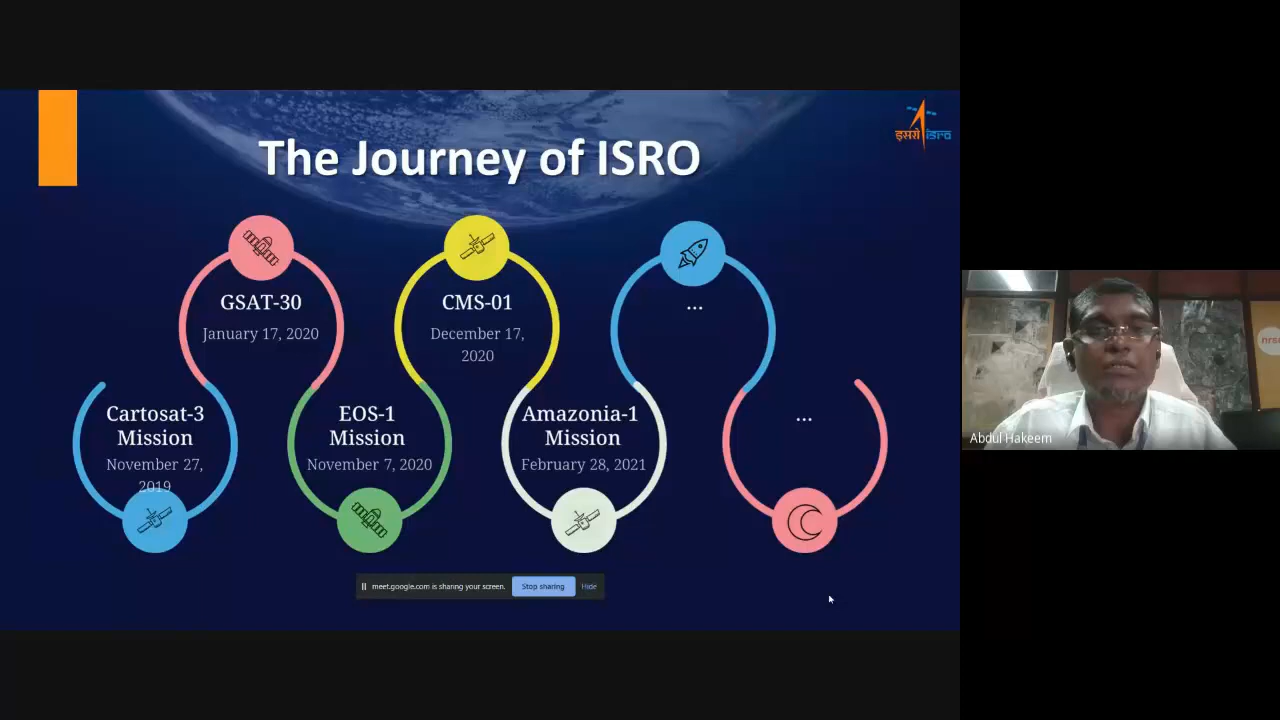 The Journey of ISRO
इसरो isro
GSAT-30
January 17, 2020
CMS-01
December 17,
2020
...
Cartosat-3
Mission
November 27,
2019
EOS-1
Mission
November 7, 2020
Amazonia-1
Mission
February 28, 2021
...
meet.google.com is sharing your screen. Stop sharing Hide
nrsc
Abdul Hakeem